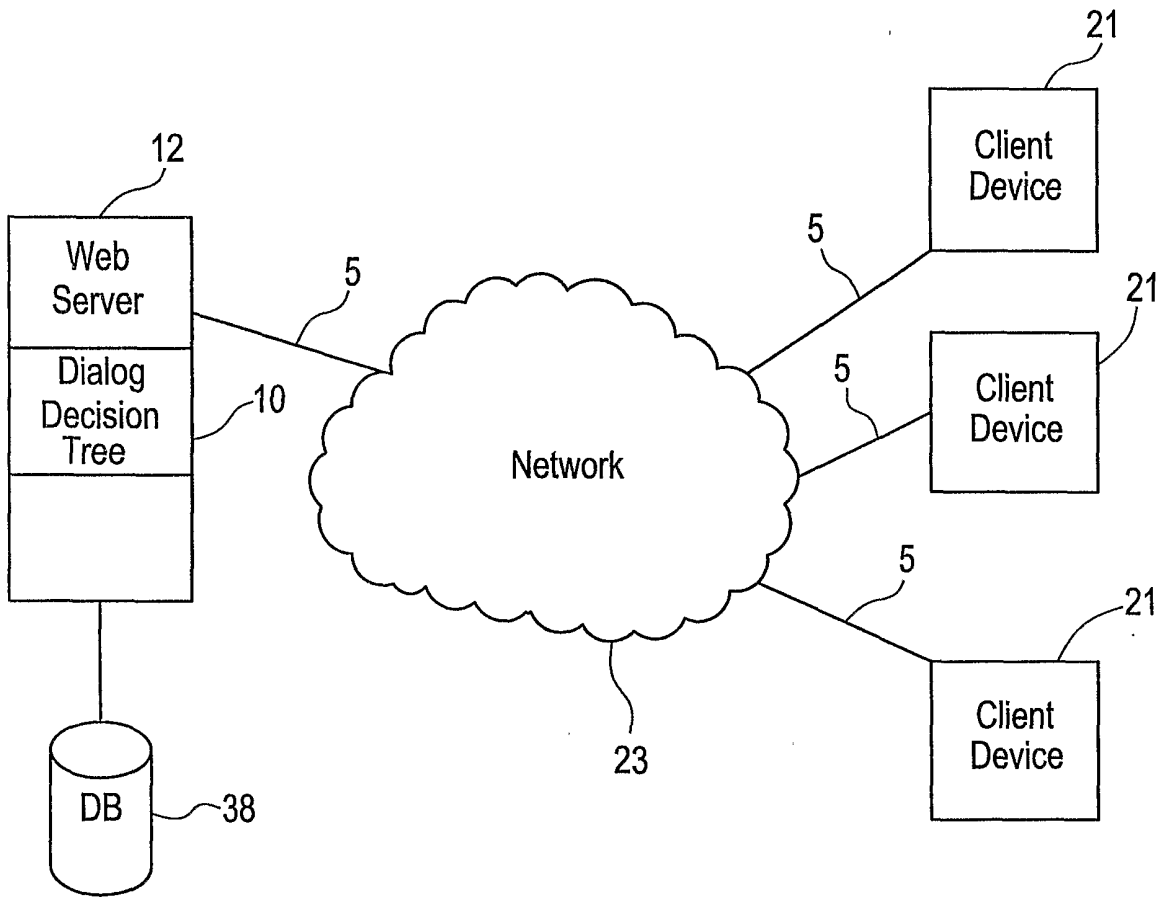 21
Client
Device
12
Web
Server
5
5
21
Client
Device
5
Dialog
Decision
Tree
10
Network
5
21
Client
Device
23
DB
38